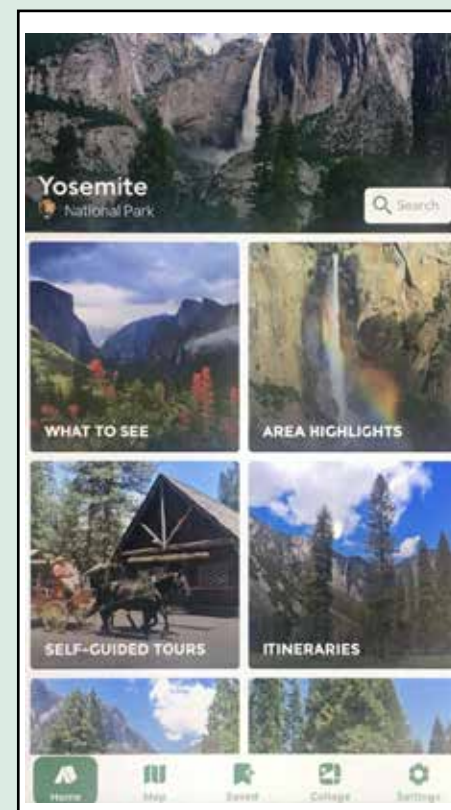 Yosemite
National Park
Search
WHAT TO SEE
AREA HIGHLIGHTS
SELF-GUIDED TOURS
ITINERARIES
Home
Map
Saved
Collage
Settings